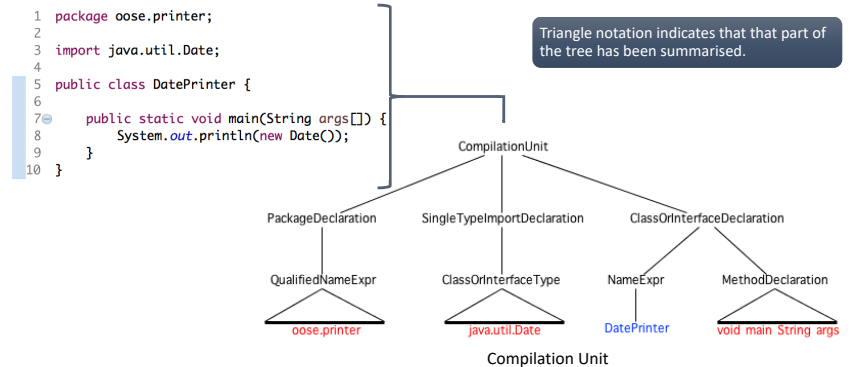 1 package oose.printer;
2
3 import java.util.Date;
4
5 public class DatePrinter {
6
7 public static void main(String args[]) {
8 System.out.println(new Date());
9 }
10 }
Triangle notation indicates that that part of
the tree has been summarised.
CompilationUnit
PackageDeclaration SingleTypeImportDeclaration ClassOrInterfaceDeclaration
QualifiedNameExpr ClassOrInterfaceType NameExpr MethodDeclaration
oose.printer java.util.Date DatePrinter void main String args
Compilation Unit